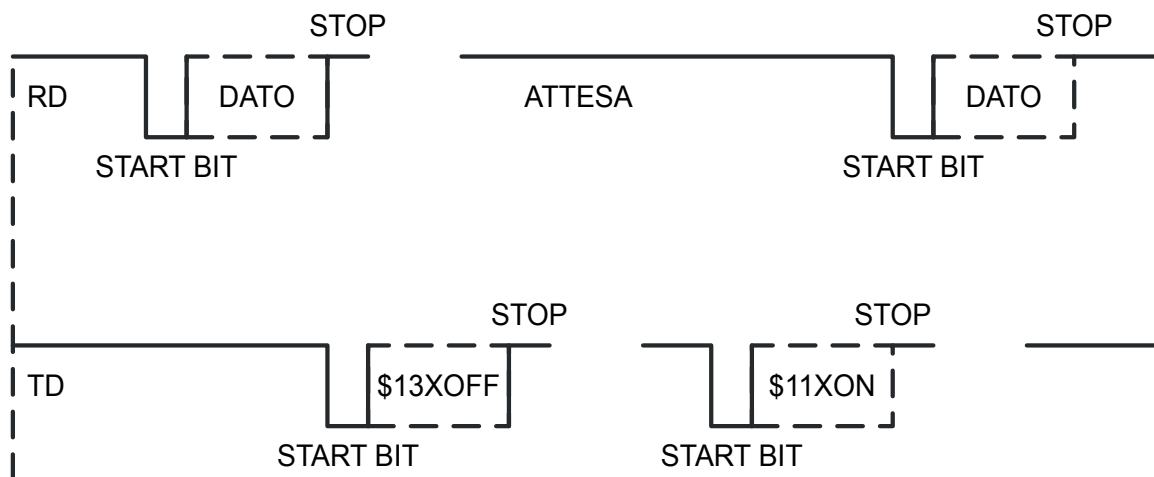 STOP
STOP
RD
DATO
ATTESA
DATO
START BIT
START BIT
STOP
STOP
TD
$13XOFF
$11XON
START BIT
START BIT